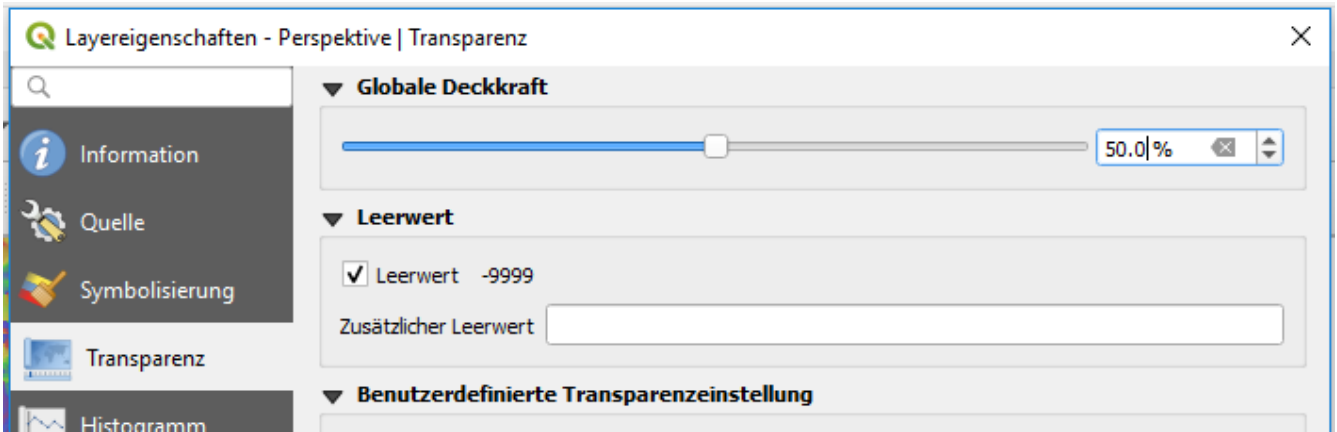 Layereigenschaften - Perspektive | Transparenz
Globale Deckkraft
50.0 %
Information
Quelle
Leerwert
Leerwert -9999
Symbolisierung
Zusätzlicher Leerwert
Transparenz
Benutzerdefinierte Transparenzeinstellung
Histogramm